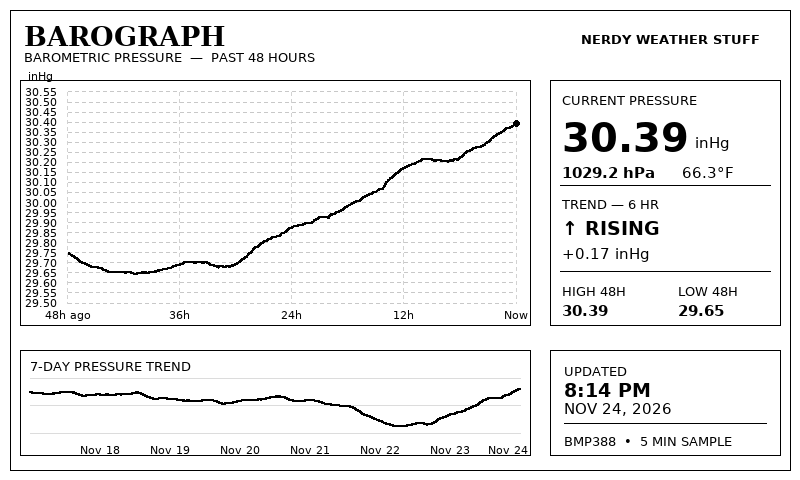 BAROGRAPH
NERDY WEATHER STUFF
BAROMETRIC PRESSURE — PAST 48 HOURS
inHg
30.55
30.50
30.45
30.40
30.35
30.30
30.25
30.20
30.15
30.10
30.05
30.00
29.95
29.90
29.85
29.80
29.75
29.70
29.65
29.60
29.55
29.50
48h ago 36h 24h 12h Now
CURRENT PRESSURE
30.39 inHg
1029.2 hPa 66.3°F
TREND — 6 HR
↑ RISING
+0.17 inHg
HIGH 48H LOW 48H
30.39 29.65
7-DAY PRESSURE TREND
Nov 18 Nov 19 Nov 20 Nov 21 Nov 22 Nov 23 Nov 24
UPDATED
8:14 PM
NOV 24, 2026
BMP388 • 5 MIN SAMPLE